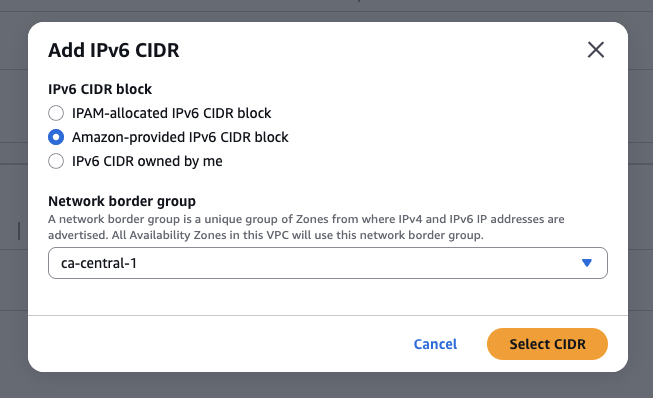 Add IPv6 CIDR
IPv6 CIDR block
IPAM-allocated IPv6 CIDR block
Amazon-provided IPv6 CIDR block
IPv6 CIDR owned by me
Network border group
A network border group is a unique group of Zones from where IPv4 and IPv6 IP addresses are
advertised. All Availability Zones in this VPC will use this network border group.
ca-central-1
Cancel
Select CIDR